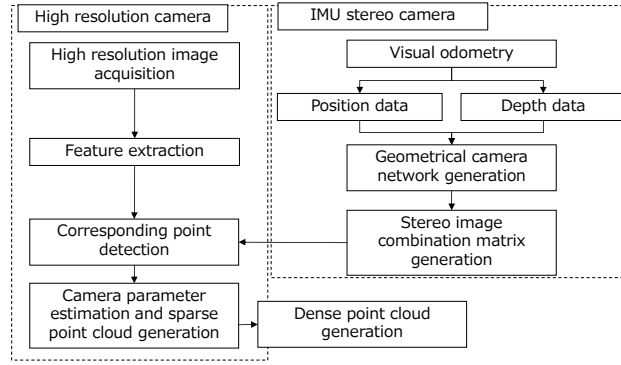 High resolution camera
High resolution image
acquisition
Feature extraction
Corresponding point
detection
Camera parameter
estimation and sparse
point cloud generation
IMU stereo camera
Visual odometry
Position data
Depth data
Geometrical camera
network generation
Stereo image
combination matrix
generation
Dense point cloud
generation